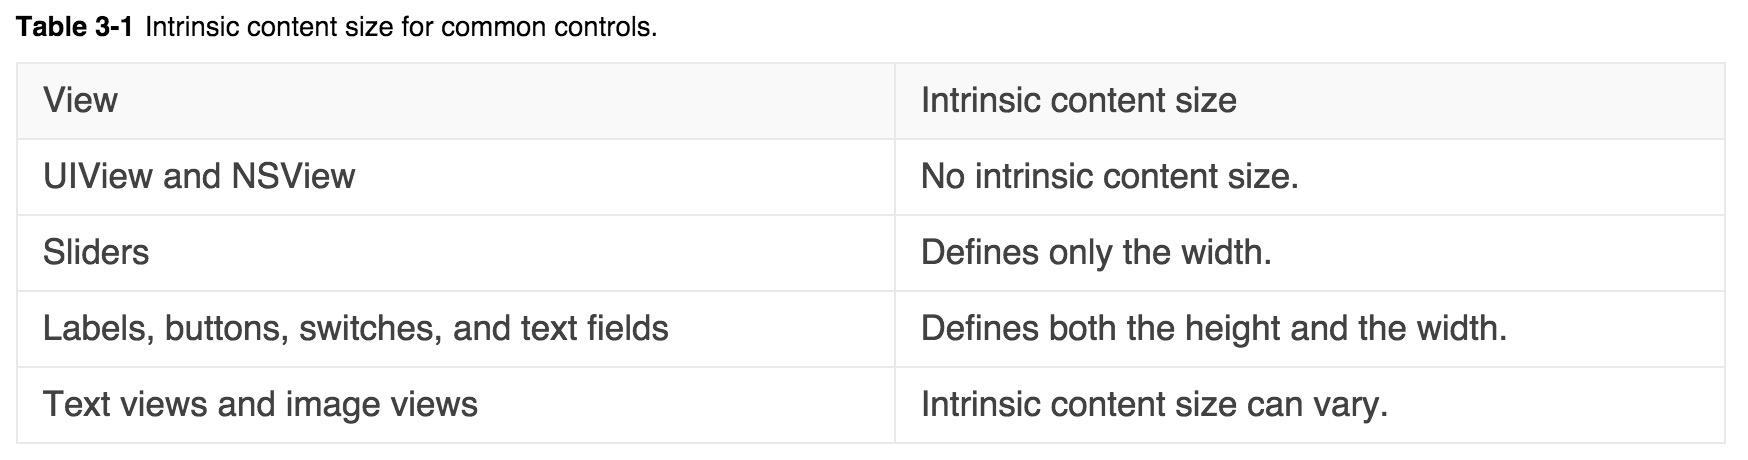 Table 3-1 Intrinsic content size for common controls.
View Intrinsic content size
UIView and NSView No intrinsic content size.
Sliders Defines only the width.
Labels, buttons, switches, and text fields Defines both the height and the width.
Text views and image views Intrinsic content size can vary.